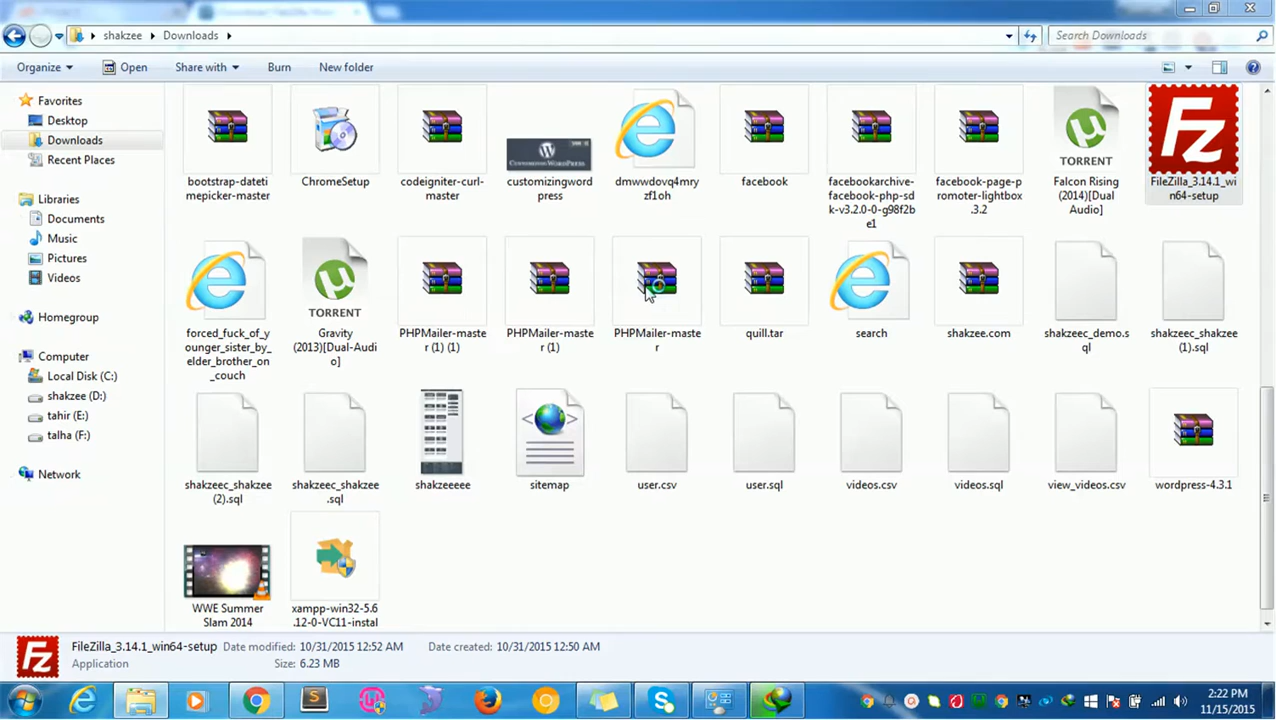 shakzee Downloads
Search Downloads
Organize Open Share with Burn New folder
Favorites
Desktop
Downloads
Recent Places
Libraries
Documents
Music
Pictures
Videos
Homegroup
Computer
Local Disk (C:)
shakzee (D:)
tahir (E:)
talha (F:)
Network
bootstrap-dateti
mepicker-master
ChromeSetup
codeigniter-curl-
master
customizingword
press
dmwwdovq4mry
zf1oh
facebook
facebookarchive-
facebook-php-sd
k-v3.2.0-0-g98f2b
e1
facebook-page-p
romoter-lightbox
.3.2
TORRENT
Falcon Rising
(2014)[Dual
Audio]
FileZilla_3.14.1_wi
n64-setup
forced_fuck_of_y
ounger_sister_by_
elder_brother_on
_couch
TORRENT
Gravity
(2013)[Dual-Audi
o]
PHPMailer-maste
r (1) (1)
PHPMailer-maste
r (1)
PHPMailer-maste
r
quill.tar
search
shakzee.com
shakzeec_demo.s
ql
shakzeec_shakzee
(1).sql
shakzeec_shakzee
(2).sql
shakzeec_shakzee
.sql
shakzeeeee
sitemap
user.csv
user.sql
videos.csv
videos.sql
view_videos.csv
wordpress-4.3.1
WWE Summer
Slam 2014
xampp-win32-5.6
.12-0-VC11-instal
FileZilla_3.14.1_win64-setup Date modified: 10/31/2015 12:52 AM Date created: 10/31/2015 12:50 AM
Application Size: 6.23 MB
2:22 PM
11/15/2015